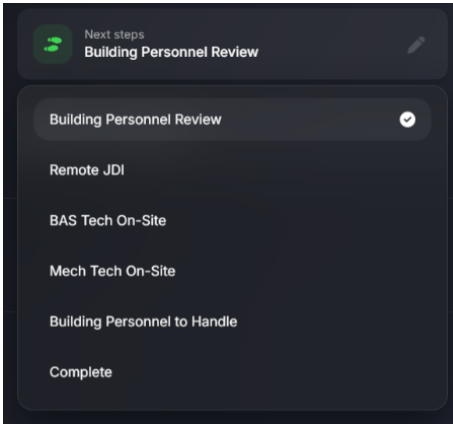 Next steps
Building Personnel Review
Building Personnel Review
Remote JDI
BAS Tech On-Site
Mech Tech On-Site
Building Personnel to Handle
Complete